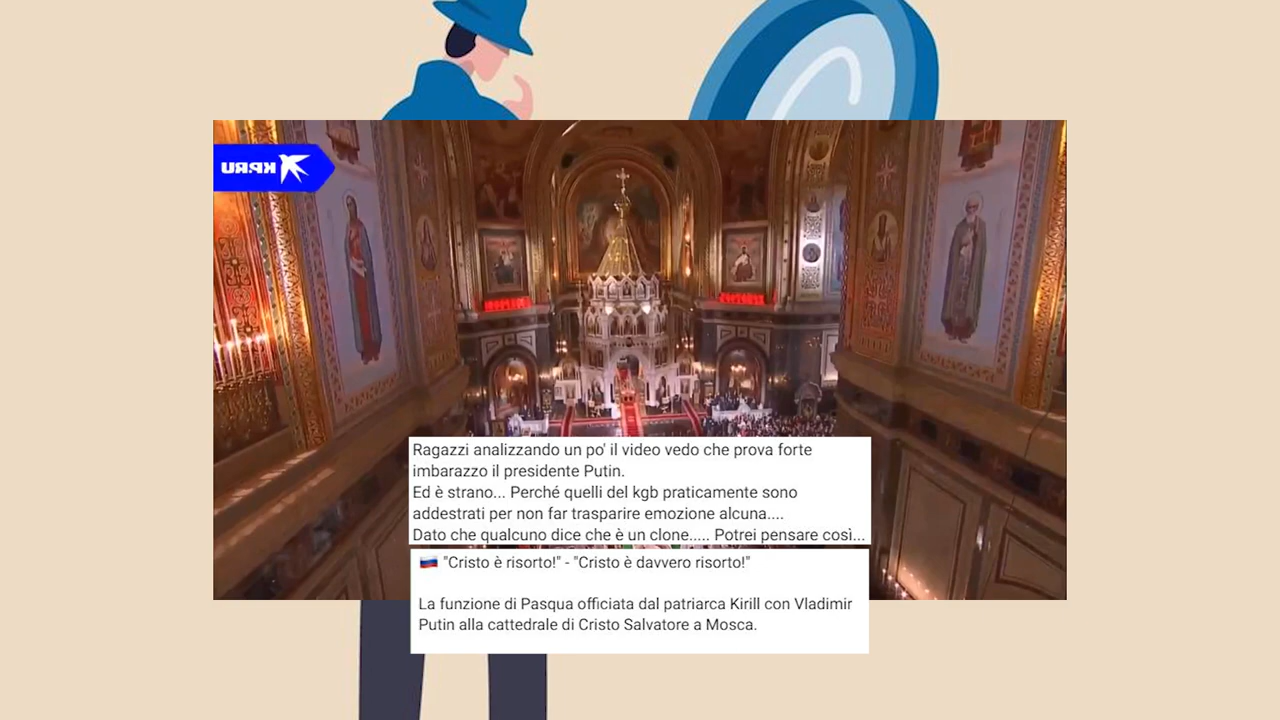 KP.RU
Ragazzi analizzando un po' il video vedo che prova forte
imbarazzo il presidente Putin.
Ed è strano... Perché quelli del kgb praticamente sono
addestrati per non far trasparire emozione alcuna....
Dato che qualcuno dice che è un clone..... Potrei pensare così...
"Cristo è risorto!" - "Cristo è davvero risorto!"
La funzione di Pasqua officiata dal patriarca Kirill con Vladimir
Putin alla cattedrale di Cristo Salvatore a Mosca.